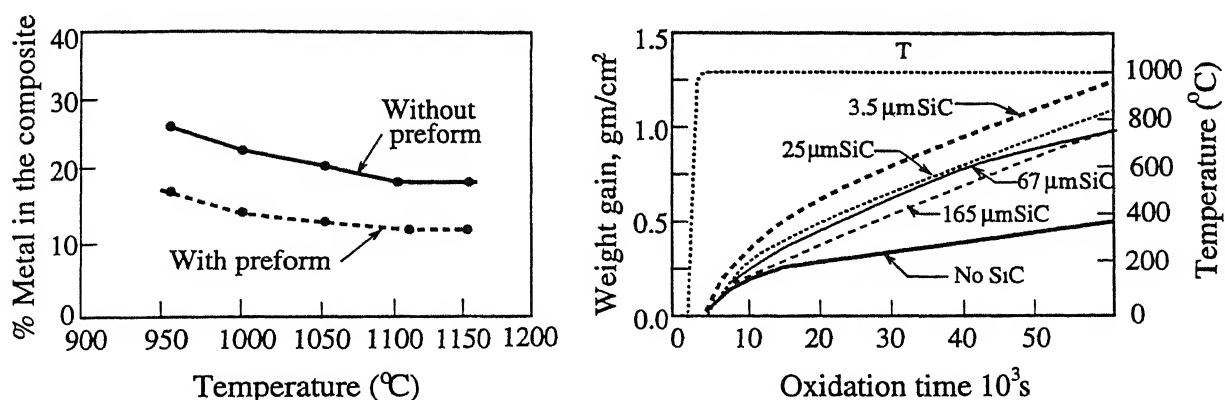 % Metal in the composite
40
30
20
10
0
900
950
1000
1050
1100
1150
1200
Temperature (°C)
Without
preform
With preform
Weight gain, gm/cm²
1.5
1.0
0.5
0.0
0
10
20
30
40
50
Oxidation time 10³s
T
3.5 µmSiC
25 µmSiC
67 µmSiC
165 µmSiC
No SiC
1000
800
600
400
200
0
Temperature (°C)